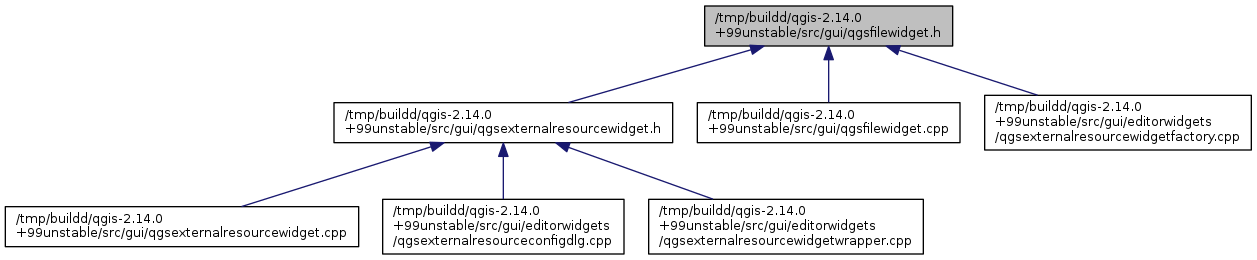 /tmp/buildd/qgis-2.14.0
+99unstable/src/gui/qgsfilewidget.h
/tmp/buildd/qgis-2.14.0
+99unstable/src/gui/qgsexternalresourcewidget.h
/tmp/buildd/qgis-2.14.0
+99unstable/src/gui/qgsfilewidget.cpp
/tmp/buildd/qgis-2.14.0
+99unstable/src/gui/editorwidgets
/qgsexternalresourcewidgetfactory.cpp
/tmp/buildd/qgis-2.14.0
+99unstable/src/gui/qgsexternalresourcewidget.cpp
/tmp/buildd/qgis-2.14.0
+99unstable/src/gui/editorwidgets
/qgsexternalresourceconfigdlg.cpp
/tmp/buildd/qgis-2.14.0
+99unstable/src/gui/editorwidgets
/qgsexternalresourcewidgetwrapper.cpp